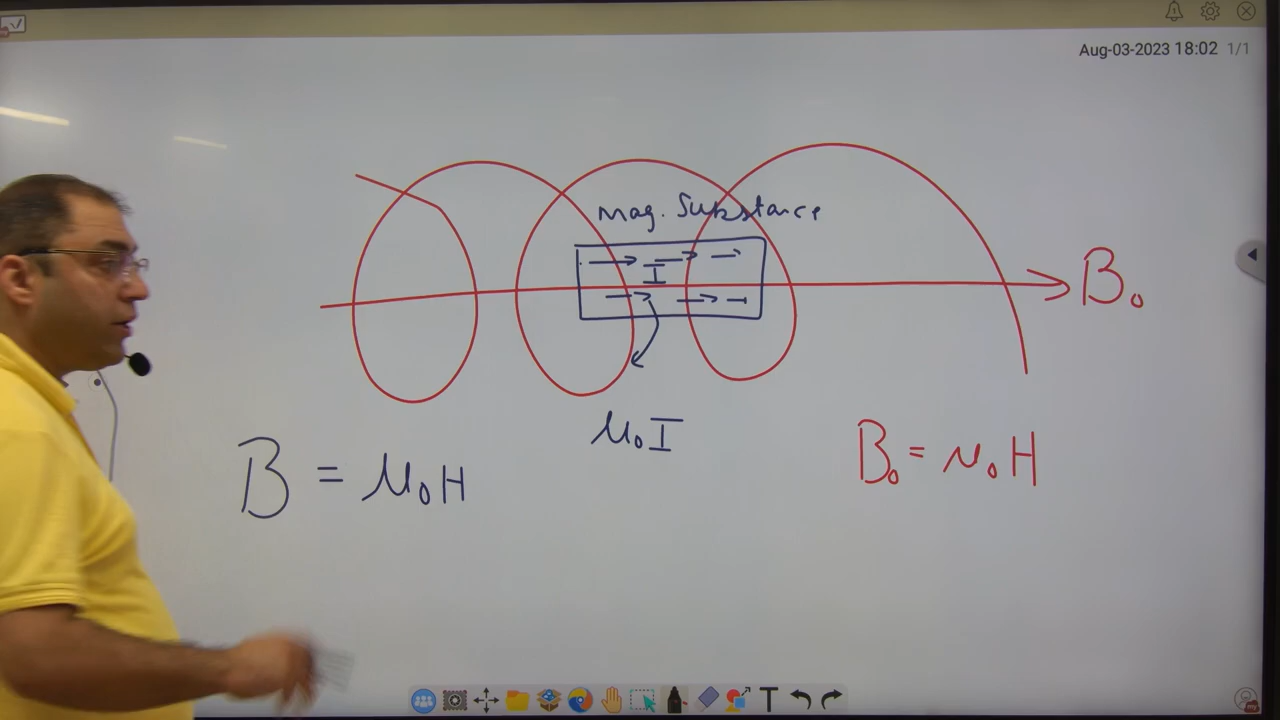 Aug-03-2023 18:02 1/1
Mag. Substance
I
B₀
μ₀I
B = μ₀H
B₀ = μ₀H
T